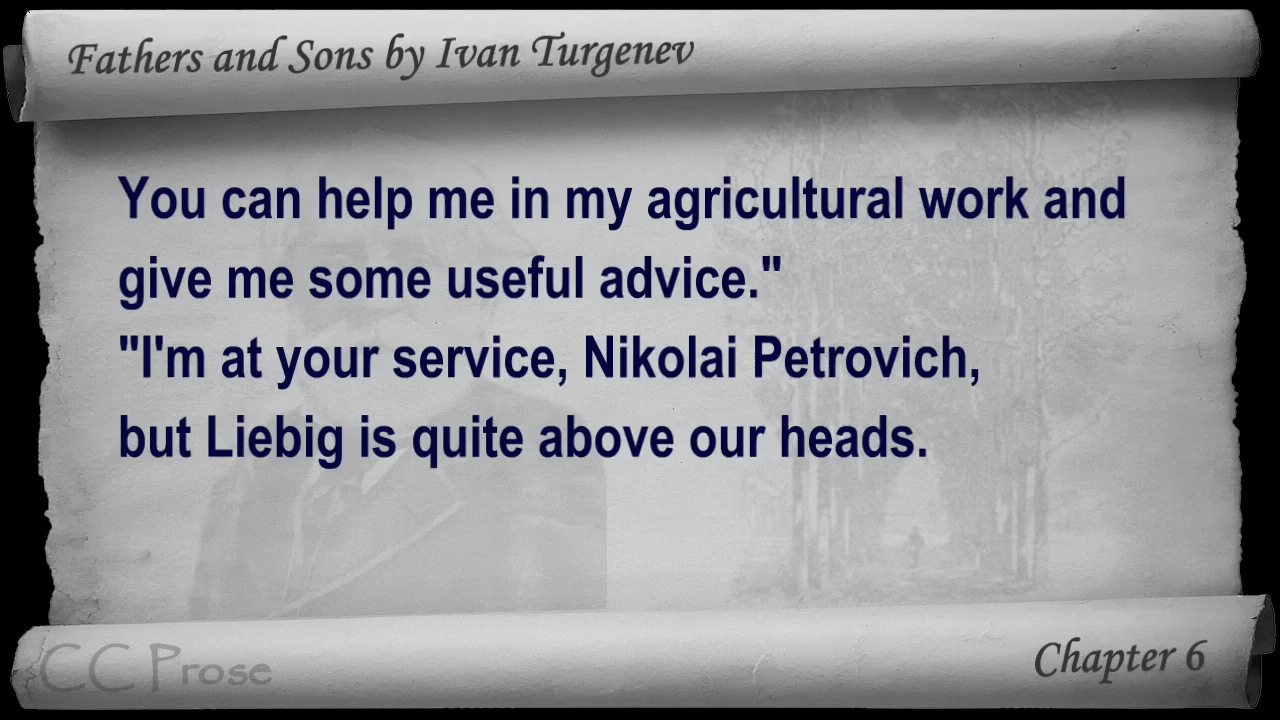 Fathers and Sons by Ivan Turgenev
You can help me in my agricultural work and
give me some useful advice."
"I'm at your service, Nikolai Petrovich,
but Liebig is quite above our heads.
CC Prose
Chapter 6